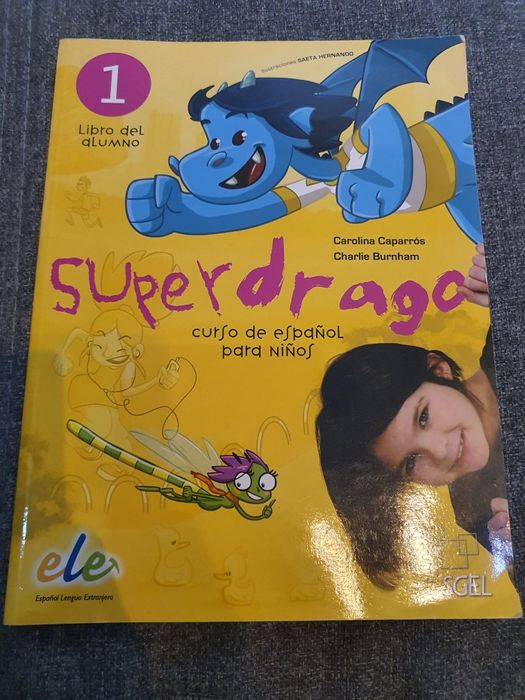 1
Libro del
alumno
Ilustraciones SAETA HERNANDO
Carolina Caparrós
Charlie Burnham
superdrago
curso de español
para niños
ele
Español Lengua Extranjera
SGEL